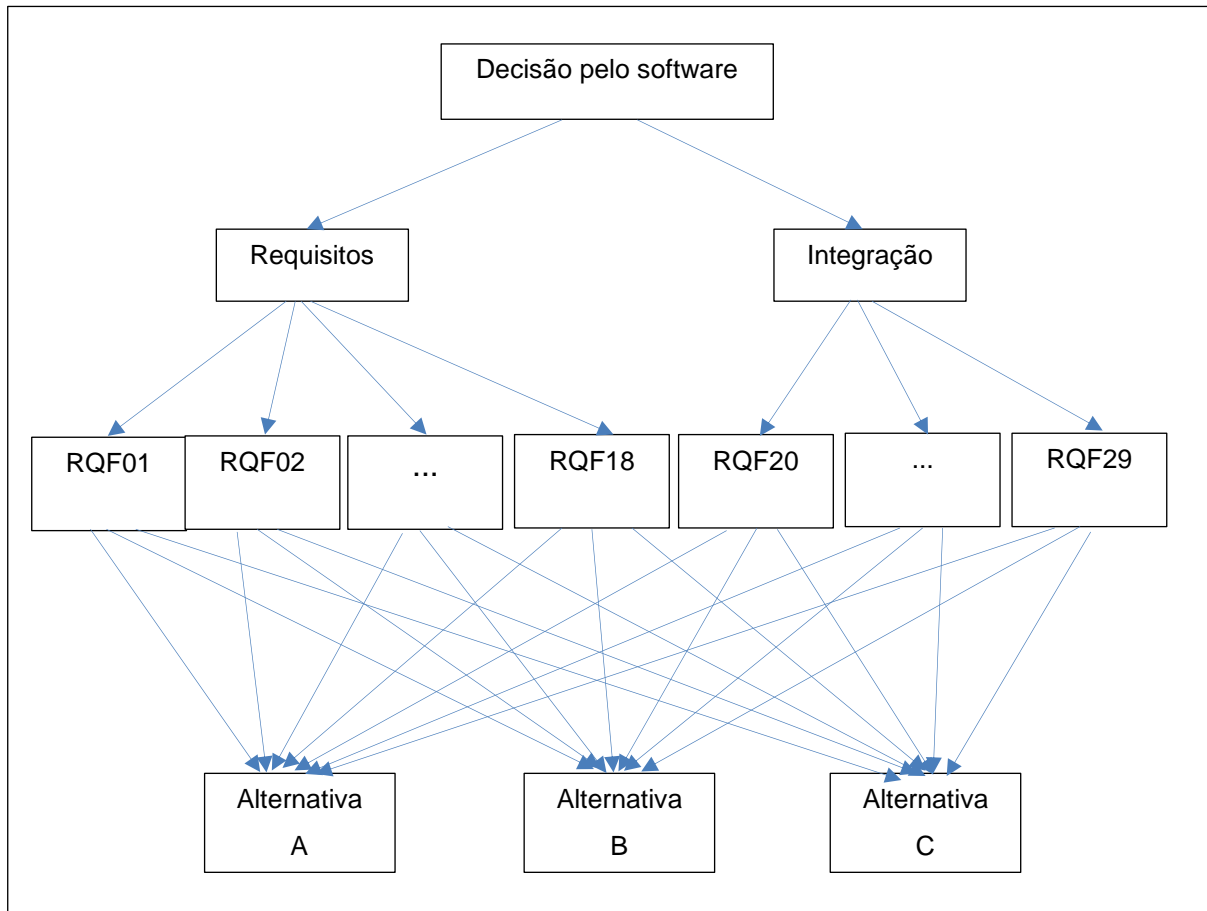 Decisão pelo software
Requisitos
Integração
RQF01
RQF02
...
RQF18
RQF20
...
RQF29
Alternativa
A
Alternativa
B
Alternativa
C